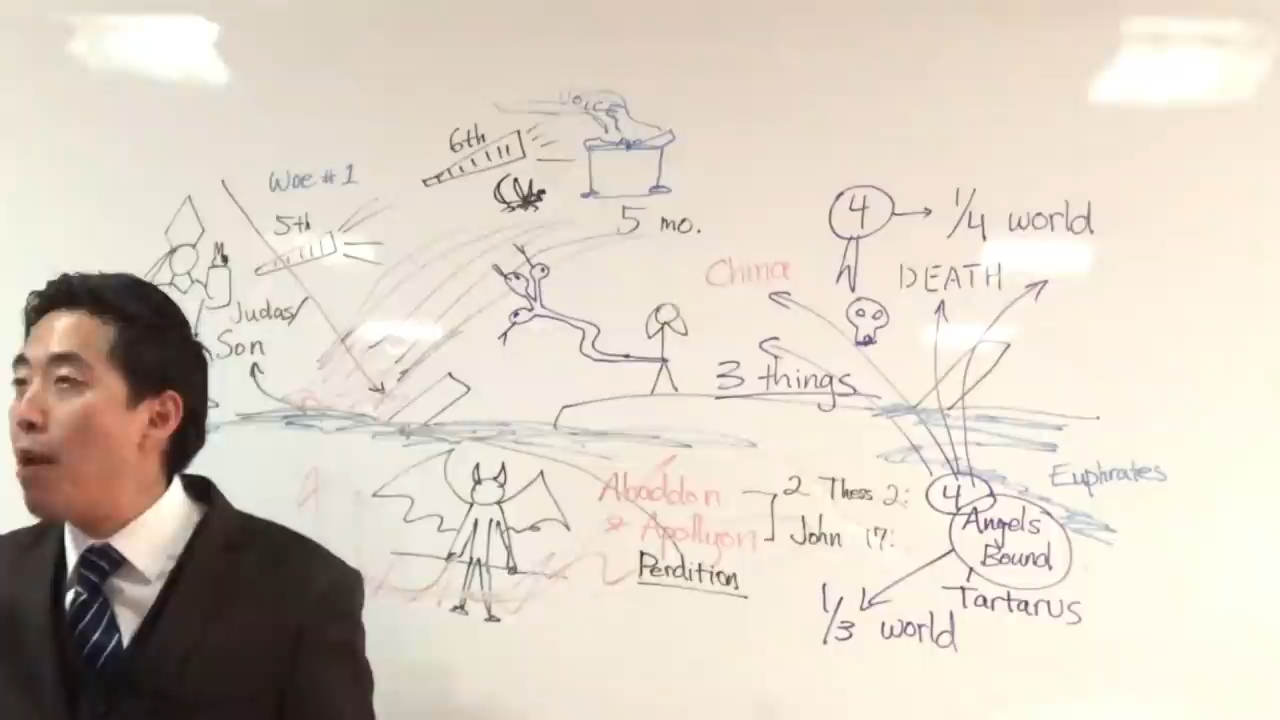 Voice
6th
Woe #1
5th
5 mo.
4 → 1/4 world
China
DEATH
Judas/
Son
3 things
Euphrates
A
Abaddon
& Apollyon
2 Thess 2:
John 17:
Perdition
4
Angels
Bound
Tartarus
1/3 world